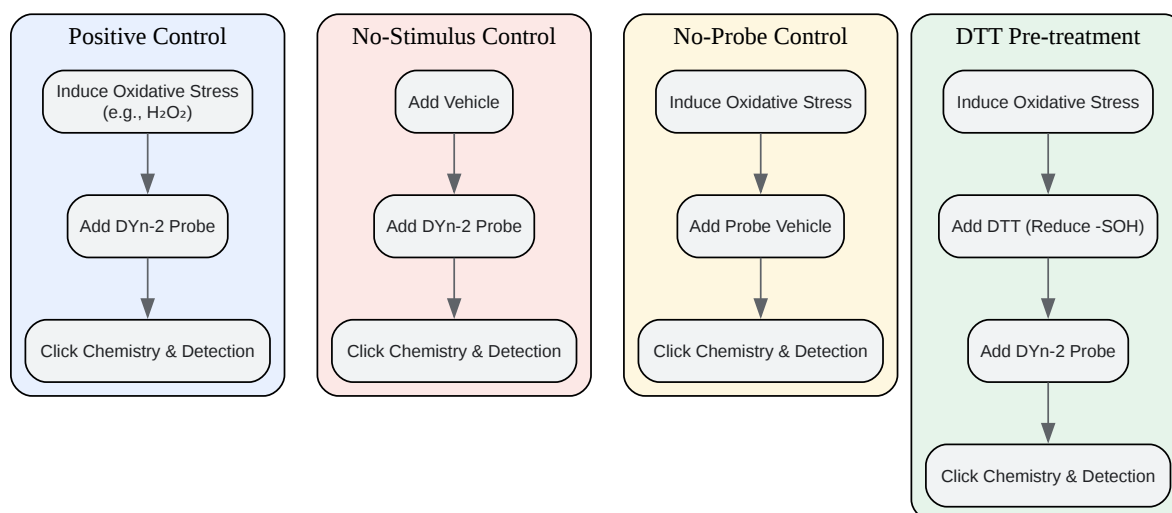 Positive Control
Induce Oxidative Stress
(e.g., H₂O₂)
Add DYn-2 Probe
Click Chemistry & Detection
No-Stimulus Control
Add Vehicle
Add DYn-2 Probe
Click Chemistry & Detection
No-Probe Control
Induce Oxidative Stress
Add Probe Vehicle
Click Chemistry & Detection
DTT Pre-treatment
Induce Oxidative Stress
Add DTT (Reduce -SOH)
Add DYn-2 Probe
Click Chemistry & Detection